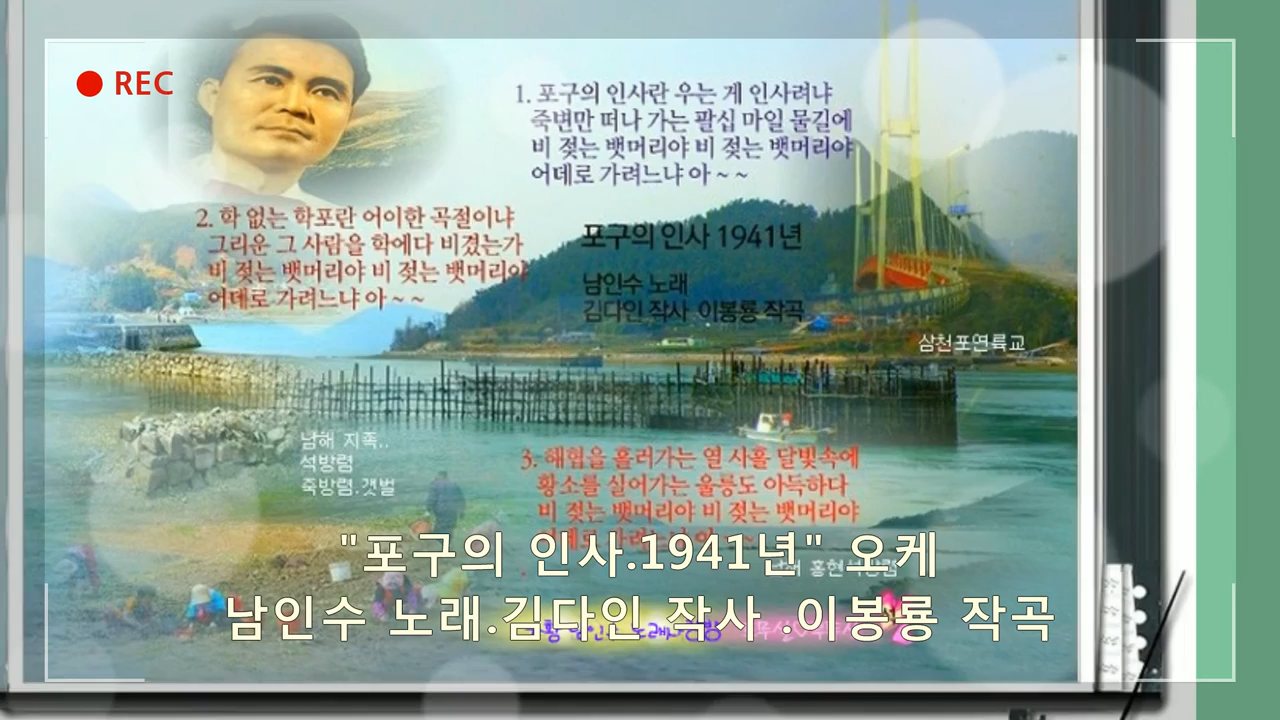 REC
1. 포구의 인사란 우는 게 인사려냐
죽변만 떠나 가는 팔십 마일 물길에
비 젖는 뱃머리야 비 젖는 뱃머리야
어데로 가려느냐 아 ~ ~
2. 학 없는 학포란 어이한 곡절이냐
그리운 그 사람을 학에다 비겼는가
비 젖는 뱃머리야 비 젖는 뱃머리야
어데로 가려느냐 아 ~ ~
포구의 인사 1941년
남인수 노래
김다인 작사 이봉룡 작곡
삼천포연륙교
남해 지족..
석방렴
죽방렴.갯벌
3. 해협을 흘러가는 열 사흘 달빛속에
황소를 실어가는 울릉도 아득하다
비 젖는 뱃머리야 비 젖는 뱃머리야
"포구의 인사.1941년" 오케
홍현석방렴
남인수 노래.김다인 작사 .이봉룡 작곡